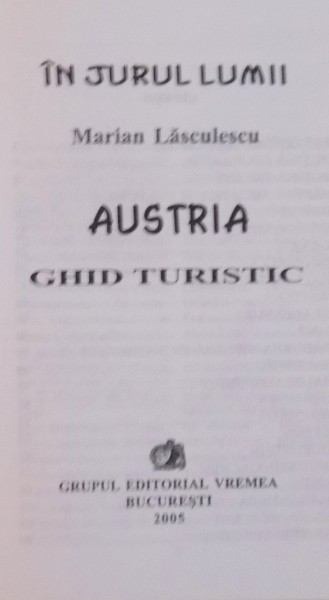 ÎN JURUL LUMII
Marian Lăsculescu
AUSTRIA
GHID TURISTIC
GRUPUL EDITORIAL VREMEA
BUCUREȘTI
2005